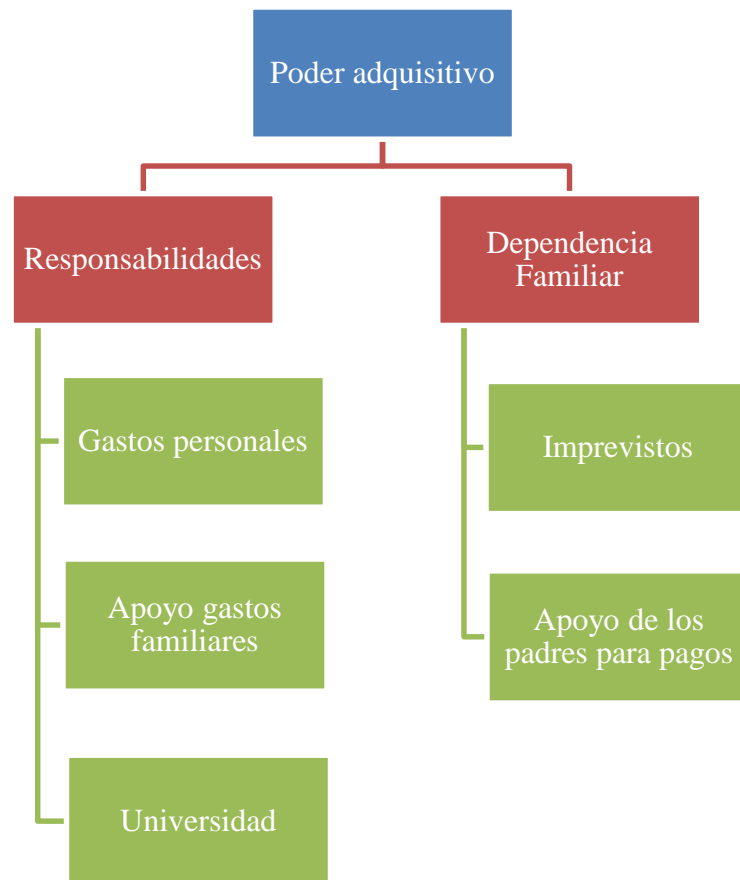 Poder adquisitivo
Responsabilidades
Dependencia
Familiar
Gastos personales
Imprevistos
Apoyo gastos
familiares
Apoyo de los
padres para pagos
Universidad